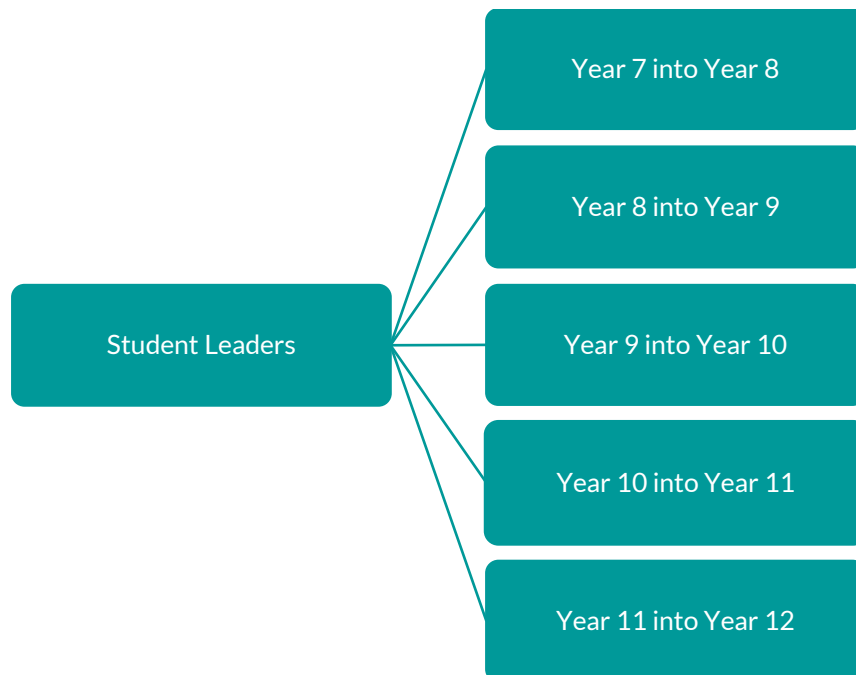 Year 7 into Year 8
Year 8 into Year 9
Student Leaders
Year 9 into Year 10
Year 10 into Year 11
Year 11 into Year 12